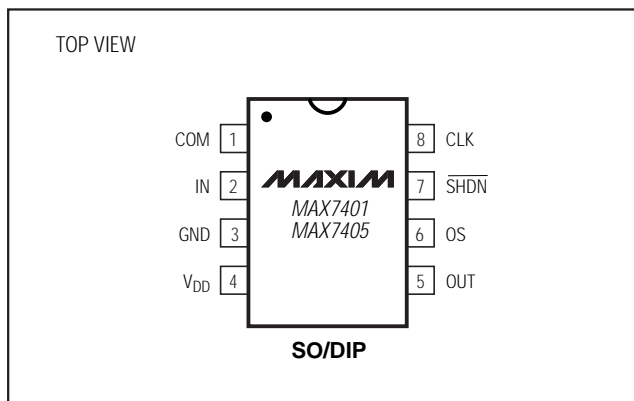 TOP VIEW
COM 1
IN 2
GND 3
VDD 4
MAXIM
MAX7401
MAX7405
8 CLK
7 SHDN
6 OS
5 OUT
SO/DIP